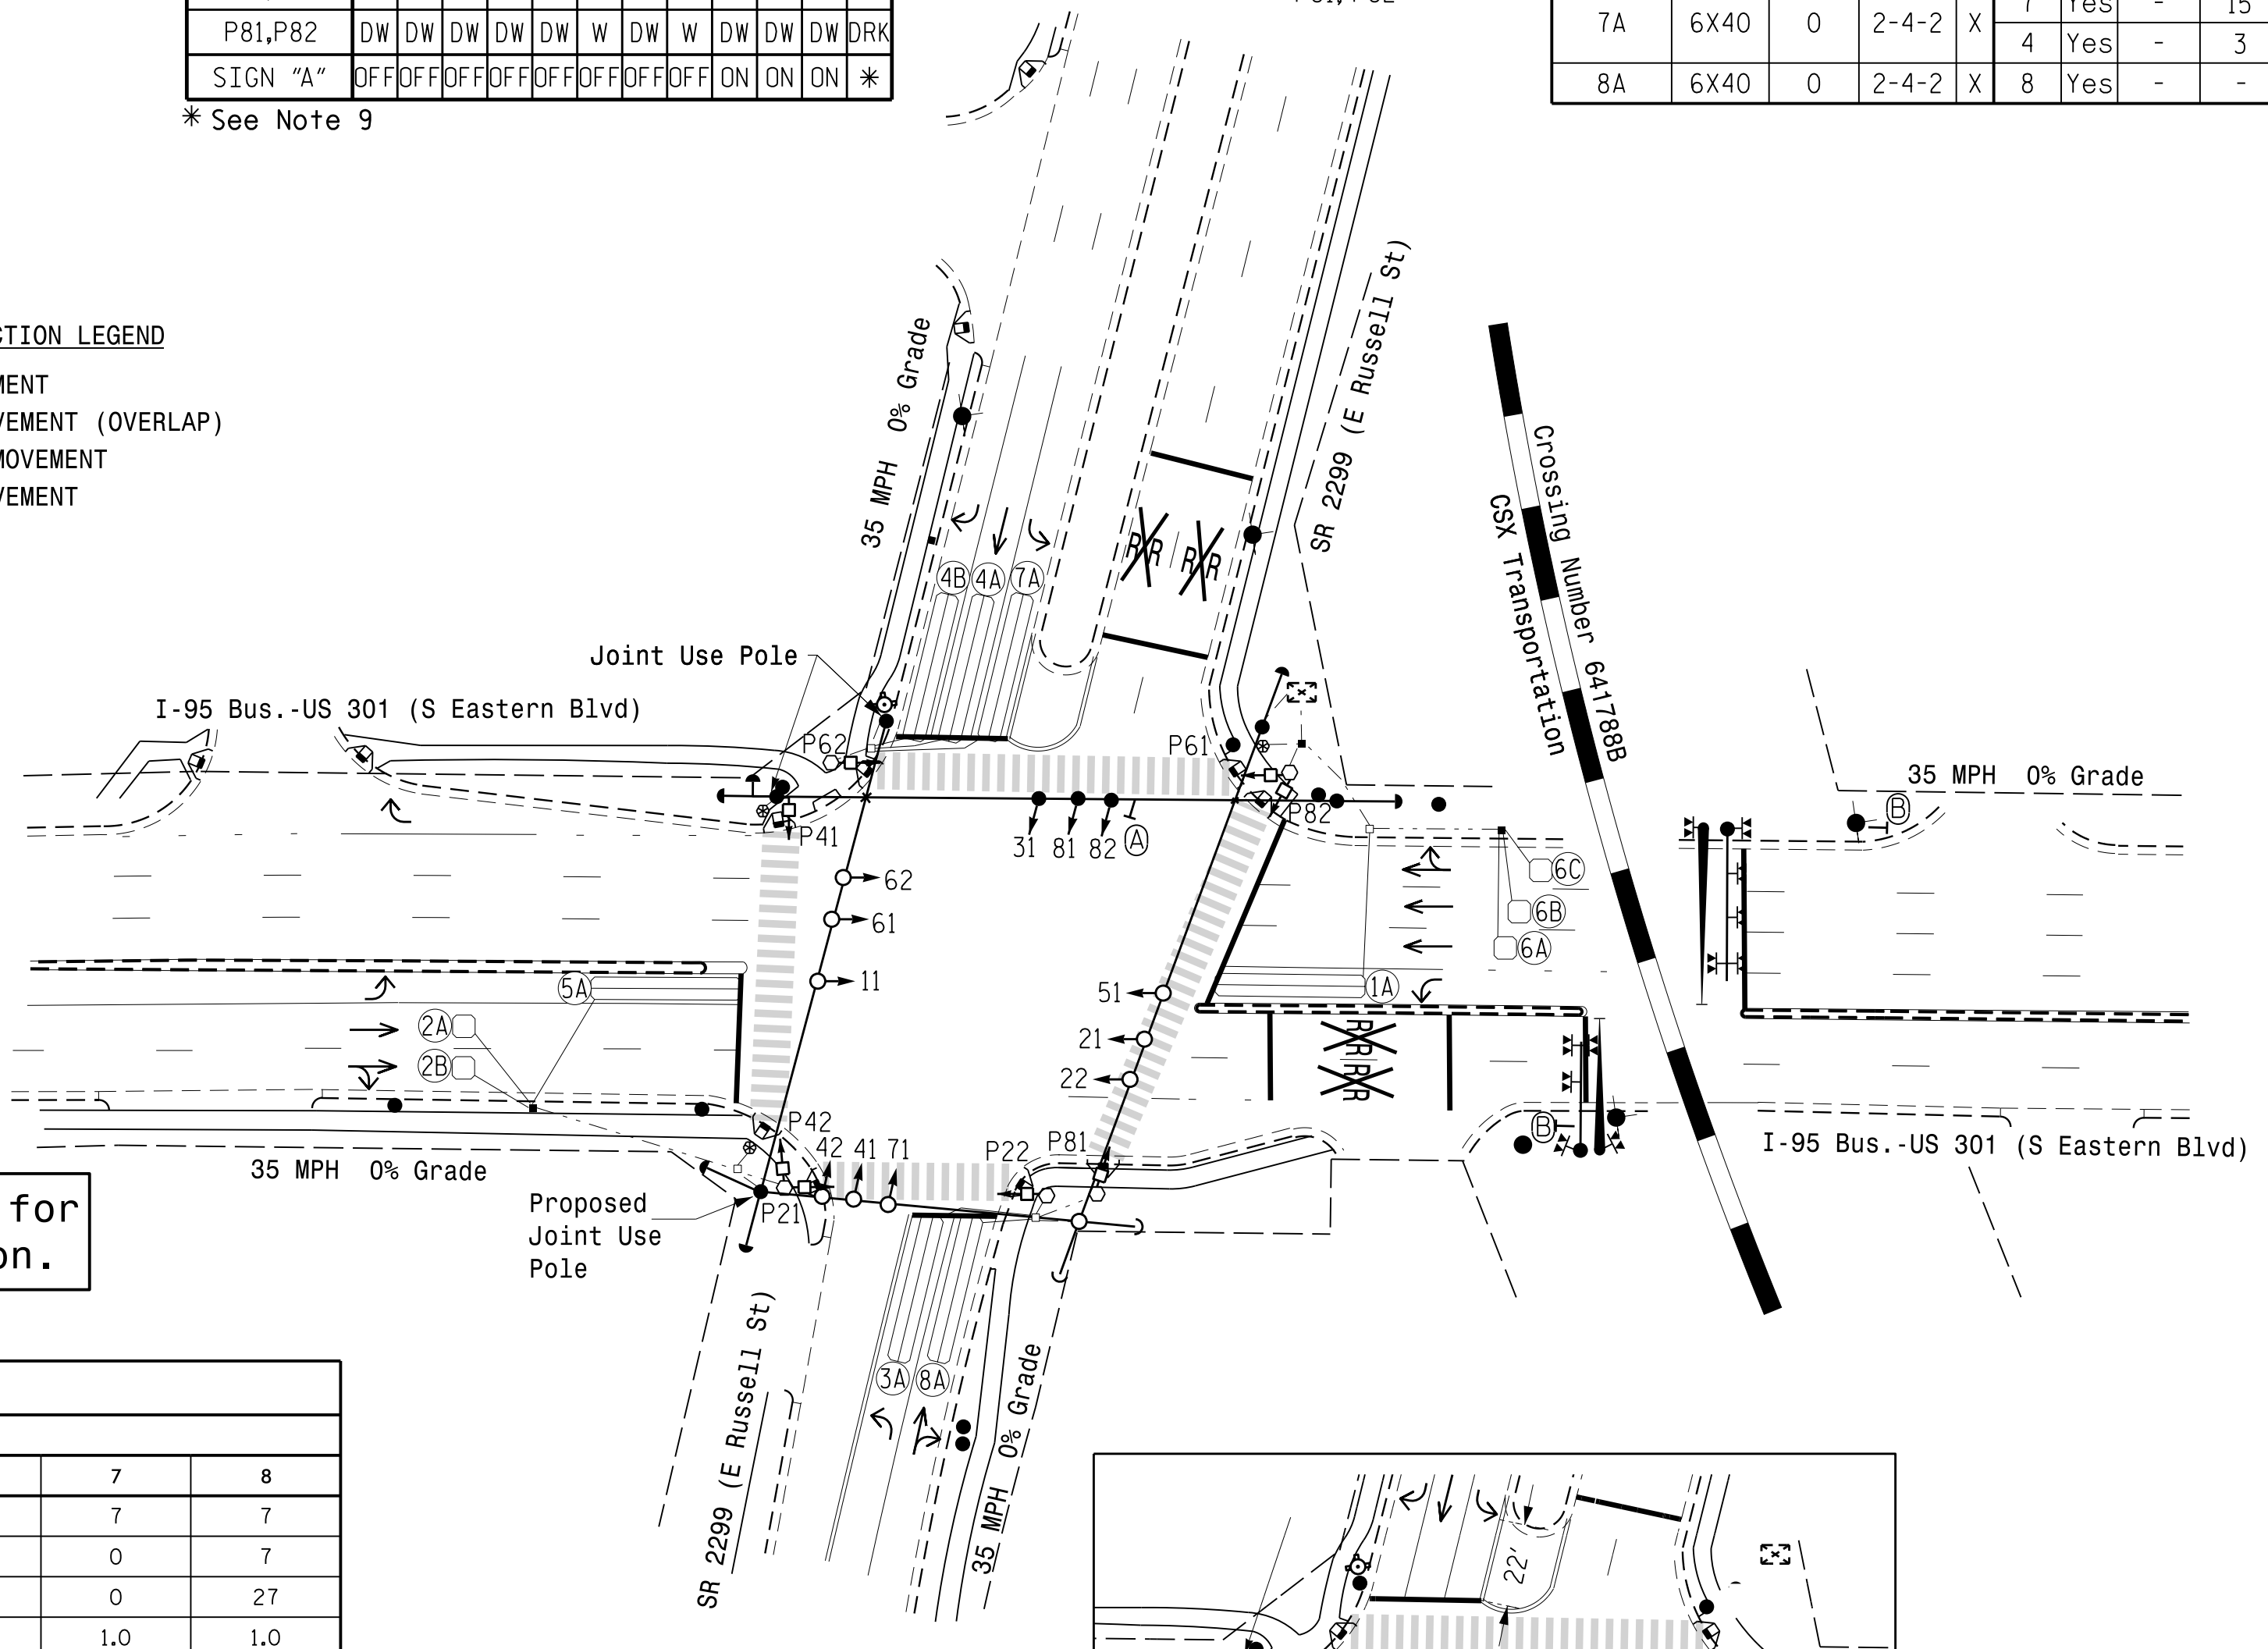 P81,P82 DW DW DW DW DW W DW W DW DW DW DRK
SIGN "A" OFF OFF OFF OFF OFF OFF OFF OFF ON ON ON *
* See Note 9
7A 6X40 0 2-4-2 X 7 Yes - 15
4 Yes - 3
8A 6X40 0 2-4-2 X 8 Yes - -
CTION LEGEND
MENT
VEMENT (OVERLAP)
MOVEMENT
VEMENT
35 MPH 0% Grade
SR 2299 (E Russell St)
Crossing Number 641788B
CSX Transportation
R R
R R
4B 4A 7A
Joint Use Pole
I-95 Bus.-US 301 (S Eastern Blvd)
P62
P61
35 MPH 0% Grade
B
P41
P82
31 81 82 A
62
61
11
6C
6B
6A
5A
1A
51
21
22
2A
2B
R R
R R
P42
42 41 71
P22
P81
B
I-95 Bus.-US 301 (S Eastern Blvd)
35 MPH 0% Grade
P21
Proposed
Joint Use
Pole
for
on.
3A 8A
SR 2299 (E Russell St)
35 MPH 0% Grade
7 8
7 7
0 7
0 27
1.0 1.0
22'